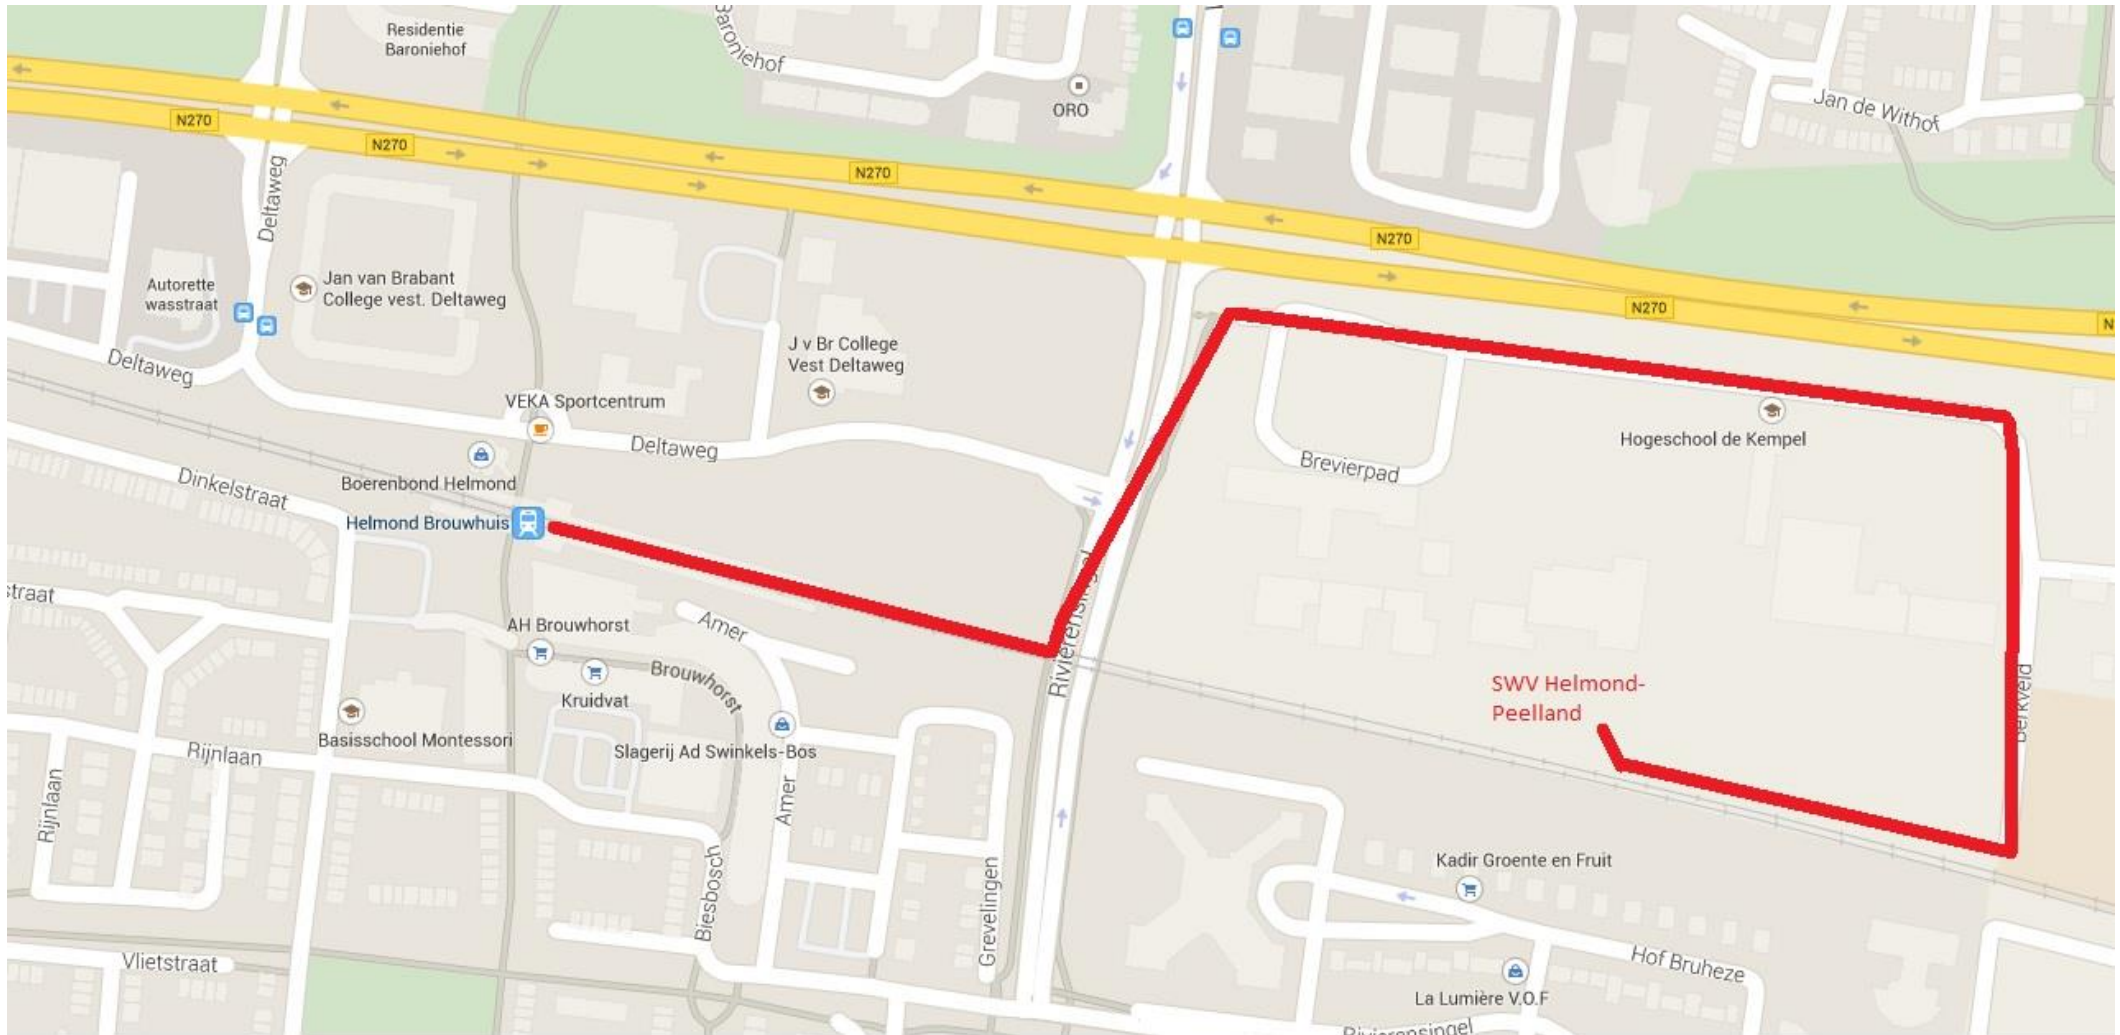 Residentie
Baroniehof
Baroniehof
ORO
Jan de Withof
N270
N270
N270
N270
N270
N
Deltaweg
Jan van Brabant
College vest. Deltaweg
Autorette
wasstraat
J v Br College
Vest Deltaweg
Deltaweg
VEKA Sportcentrum
Deltaweg
Hogeschool de Kempel
Brevierpad
Boerenbond Helmond
Dinkelstraat
Helmond Brouwhuis
straat
Amer
Rivierensingel
AH Brouwhorst
Brouwhorst
Kruidvat
SWV Helmond-
Peelland
Berkveld
Basisschool Montessori
Slagerij Ad Swinkels-Bos
Rijnlaan
Rijnlaan
Amer
Biesbosch
Grevelingen
Kadir Groente en Fruit
Vlietstraat
Hof Bruheze
La Lumière V.O.F
Rivierensingel